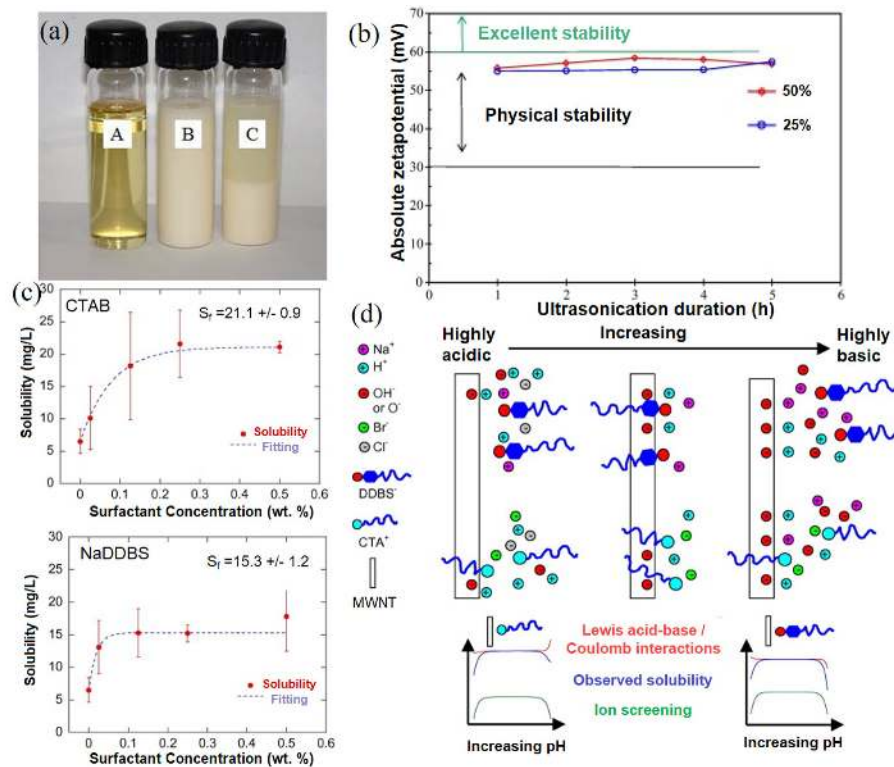 (a)
A
B
C
(b)
Absolute zetapotential (mV)
70
60
50
40
30
20
10
0
Excellent stability
Physical stability
50%
25%
0 1 2 3 4 5 6
Ultrasonication duration (h)
(c)
CTAB
S_f=21.1 +/- 0.9
Solubility (mg/L)
30
25
20
15
10
5
0
Solubility
Fitting
0 0.1 0.2 0.3 0.4 0.5 0.6
Surfactant Concentration (wt. %)
NaDDBS
S_f=15.3 +/- 1.2
Solubility (mg/L)
30
25
20
15
10
5
0
Solubility
Fitting
0 0.1 0.2 0.3 0.4 0.5 0.6
Surfactant Concentration (wt. %)
(d)
Highly
acidic
Increasing
Highly
basic
Na⁺
H⁺
OH⁻
or O⁻
Br⁻
Cl⁻
DDBS⁻
CTA⁺
MWNT
Lewis acid-base /
Coulomb interactions
Observed solubility
Ion screening
Increasing pH
Increasing pH